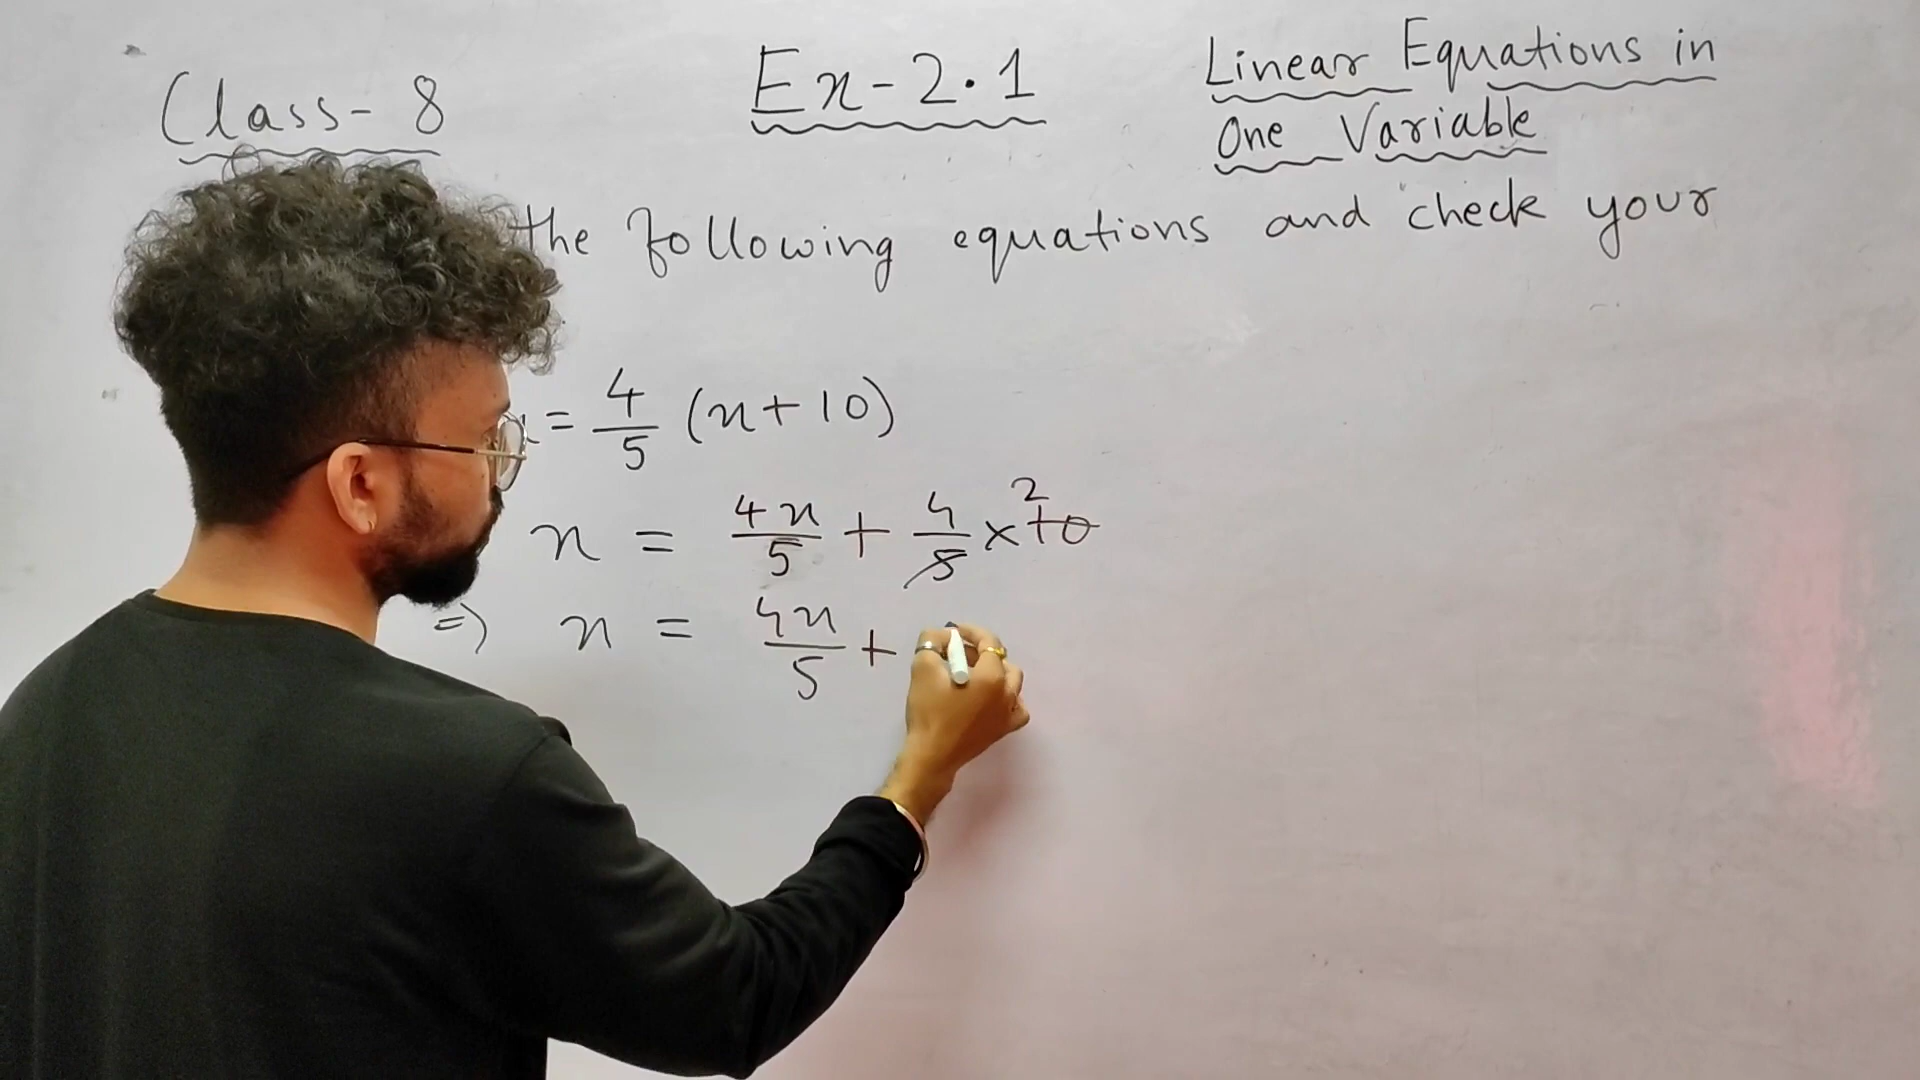 Class- 8
Ex-2.1
Linear Equations in
One Variable
the following equations and check your
x = 4/5 (x+10)
x = 4x/5 + 4/5 x 10 2
=> x = 4x/5 +